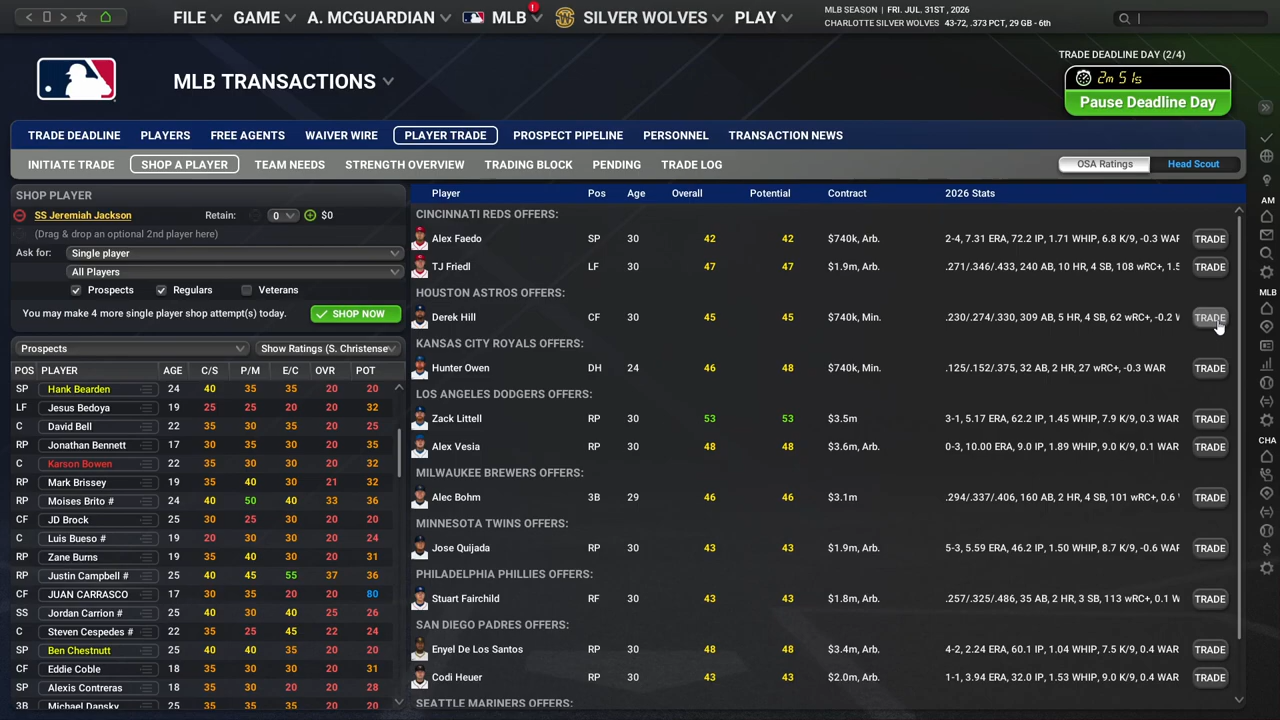 FILE GAME A. MCGUARDIAN MLB 1 SILVER WOLVES PLAY
MLB SEASON | FRI. JUL. 31ST , 2026
CHARLOTTE SILVER WOLVES 43-72, .373 PCT, 29 GB - 6th
MLB TRANSACTIONS
TRADE DEADLINE DAY (2/4)
2m 51s
Pause Deadline Day
TRADE DEADLINE PLAYERS FREE AGENTS WAIVER WIRE PLAYER TRADE PROSPECT PIPELINE PERSONNEL TRANSACTION NEWS
INITIATE TRADE SHOP A PLAYER TEAM NEEDS STRENGTH OVERVIEW TRADING BLOCK PENDING TRADE LOG OSA Ratings Head Scout
SHOP PLAYER
SS Jeremiah Jackson Retain: 0 $0
(Drag & drop an optional 2nd player here)
Ask for: Single player
All Players
Prospects Regulars Veterans
You may make 4 more single player shop attempt(s) today. SHOP NOW
Prospects Show Ratings (S. Christense
POS PLAYER AGE C/S P/M E/C OVR POT
SP Hank Bearden 24 40 35 35 20 20
LF Jesus Bedoya 19 25 25 20 20 32
C David Bell 22 35 30 30 20 25
RP Jonathan Bennett 17 30 35 30 20 35
C Karson Bowen 22 35 30 30 20 32
RP Mark Brissey 19 35 40 30 21 32
RP Moises Brito # 24 40 50 40 33 36
CF JD Brock 25 30 25 30 20 20
C Luis Bueso # 19 20 30 30 20 24
RP Zane Burns 19 35 40 30 20 31
RP Justin Campbell # 25 40 45 55 37 36
CF JUAN CARRASCO 17 30 35 20 20 80
SS Jordan Carrion # 25 35 30 40 25 26
C Steven Cespedes # 22 35 25 45 22 24
SP Ben Chestnutt 25 40 40 35 20 20
CF Eddie Coble 18 35 30 30 20 31
SP Alexis Contreras 18 35 30 20 20 28
3B Michael Dansky
Player Pos Age Overall Potential Contract 2026 Stats
CINCINNATI REDS OFFERS:
Alex Faedo SP 30 42 42 $740k, Arb. 2-4, 7.31 ERA, 72.2 IP, 1.71 WHIP, 6.8 K/9, -0.3 WAR TRADE
TJ Friedl LF 30 47 47 $1.9m, Arb. .271/.346/.433, 240 AB, 10 HR, 4 SB, 108 wRC+, 1.5 TRADE
HOUSTON ASTROS OFFERS:
Derek Hill CF 30 45 45 $740k, Min. .230/.274/.330, 309 AB, 5 HR, 4 SB, 62 wRC+, -0.2 W TRADE
KANSAS CITY ROYALS OFFERS:
Hunter Owen DH 24 46 48 $740k, Min. .125/.152/.375, 32 AB, 2 HR, 27 wRC+, -0.3 WAR TRADE
LOS ANGELES DODGERS OFFERS:
Zack Littell RP 30 53 53 $3.5m 3-1, 5.17 ERA, 62.2 IP, 1.45 WHIP, 7.9 K/9, 0.3 WAR TRADE
Alex Vesia RP 30 48 48 $3.6m, Arb. 0-3, 10.00 ERA, 9.0 IP, 1.89 WHIP, 9.0 K/9, 0.1 WAR TRADE
MILWAUKEE BREWERS OFFERS:
Alec Bohm 3B 29 46 46 $3.1m .294/.337/.406, 160 AB, 2 HR, 4 SB, 101 wRC+, 0.6 TRADE
MINNESOTA TWINS OFFERS:
Jose Quijada RP 30 43 43 $1.9m, Arb. 5-3, 5.59 ERA, 46.2 IP, 1.50 WHIP, 8.7 K/9, -0.6 WAR TRADE
PHILADELPHIA PHILLIES OFFERS:
Stuart Fairchild RF 30 43 43 $1.8m, Arb. .257/.325/.486, 35 AB, 2 HR, 3 SB, 113 wRC+, 0.1 W TRADE
SAN DIEGO PADRES OFFERS:
Enyel De Los Santos RP 30 48 48 $3.4m, Arb. 4-2, 2.24 ERA, 60.1 IP, 1.04 WHIP, 7.5 K/9, 0.9 WAR TRADE
Codi Heuer RP 30 43 43 $2.0m, Arb. 1-1, 3.94 ERA, 32.0 IP, 1.53 WHIP, 9.0 K/9, 0.4 WAR TRADE
SEATTLE MARINERS OFFERS:
AM
MLB
CHA